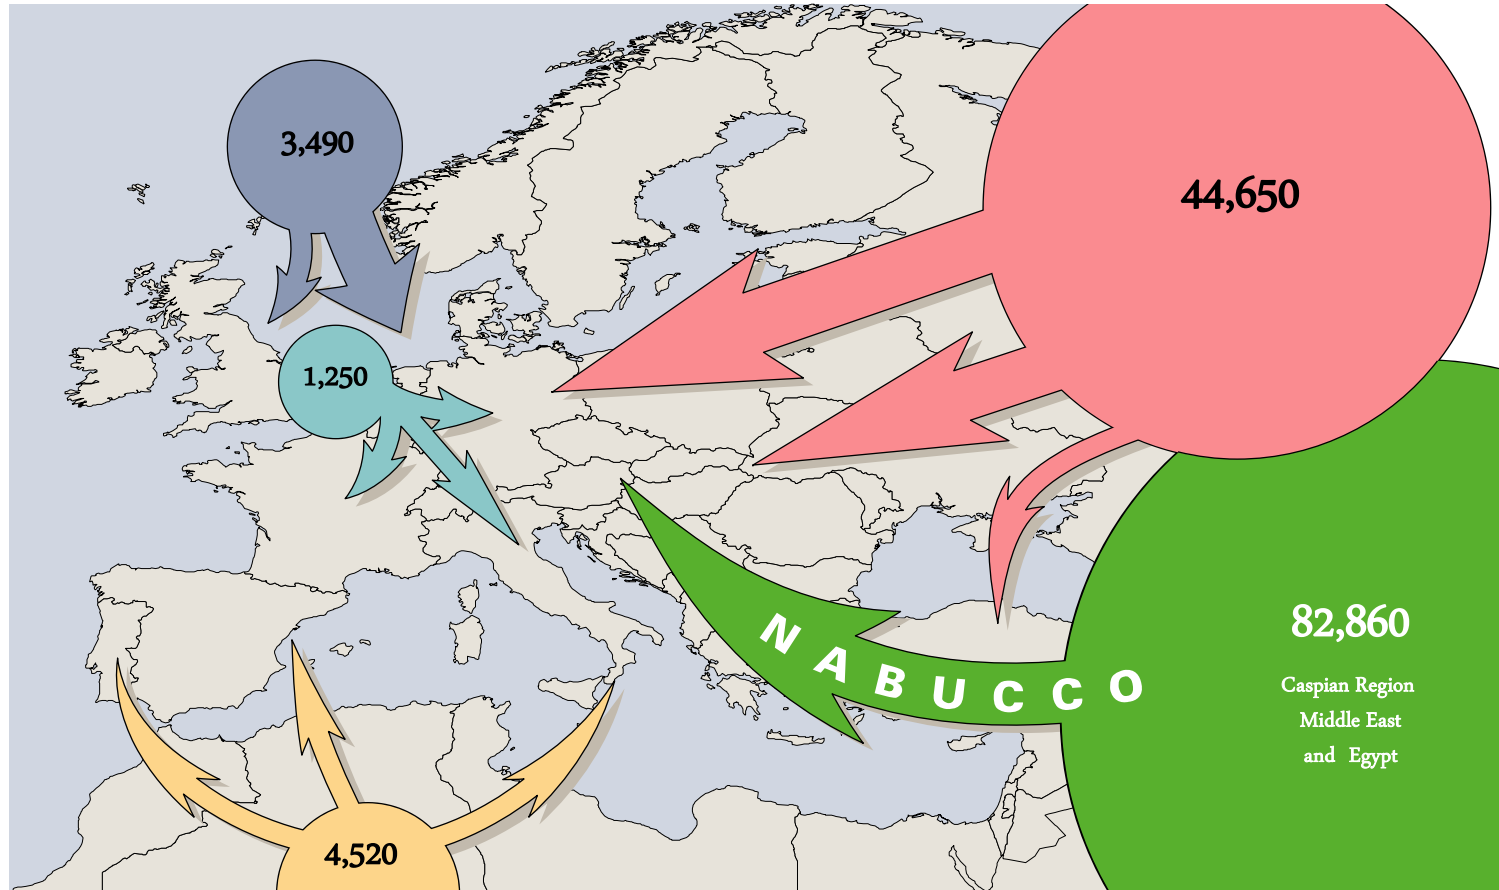 3,490
44,650
1,250
82,860
NABUCCO
Caspian Region
Middle East
and Egypt
4,520